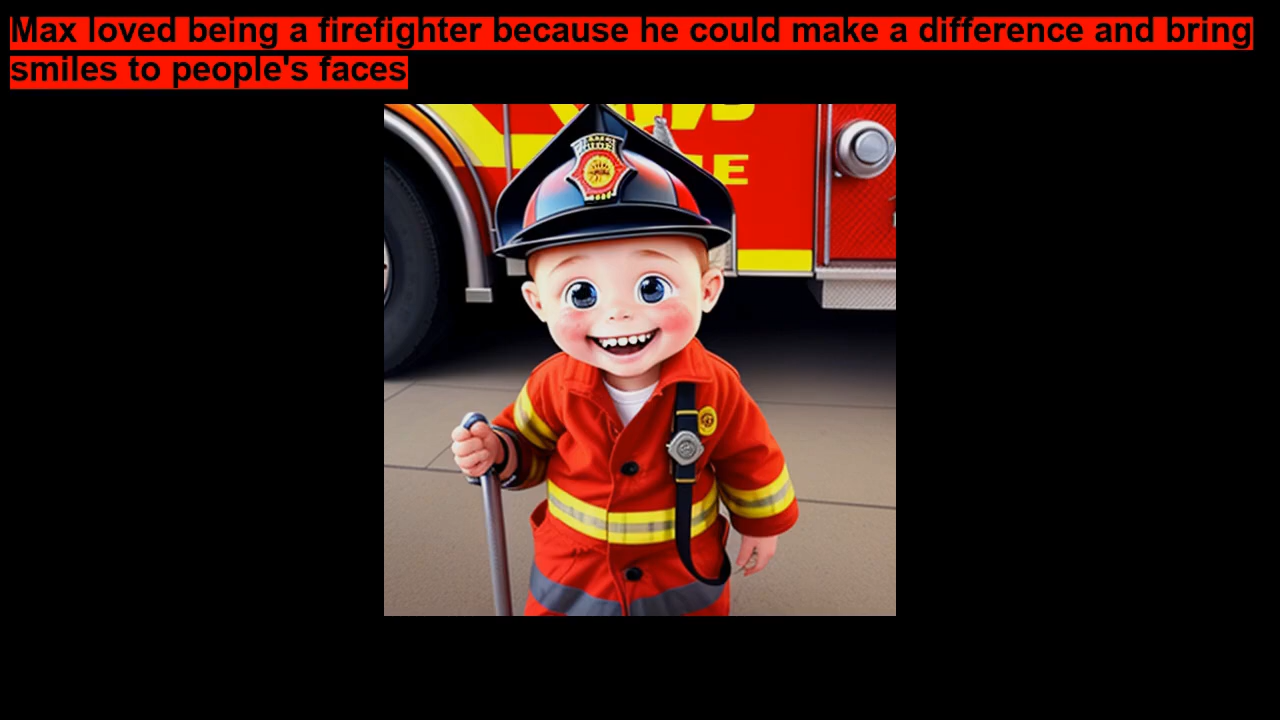 Max loved being a firefighter because he could make a difference and bring
smiles to people's faces